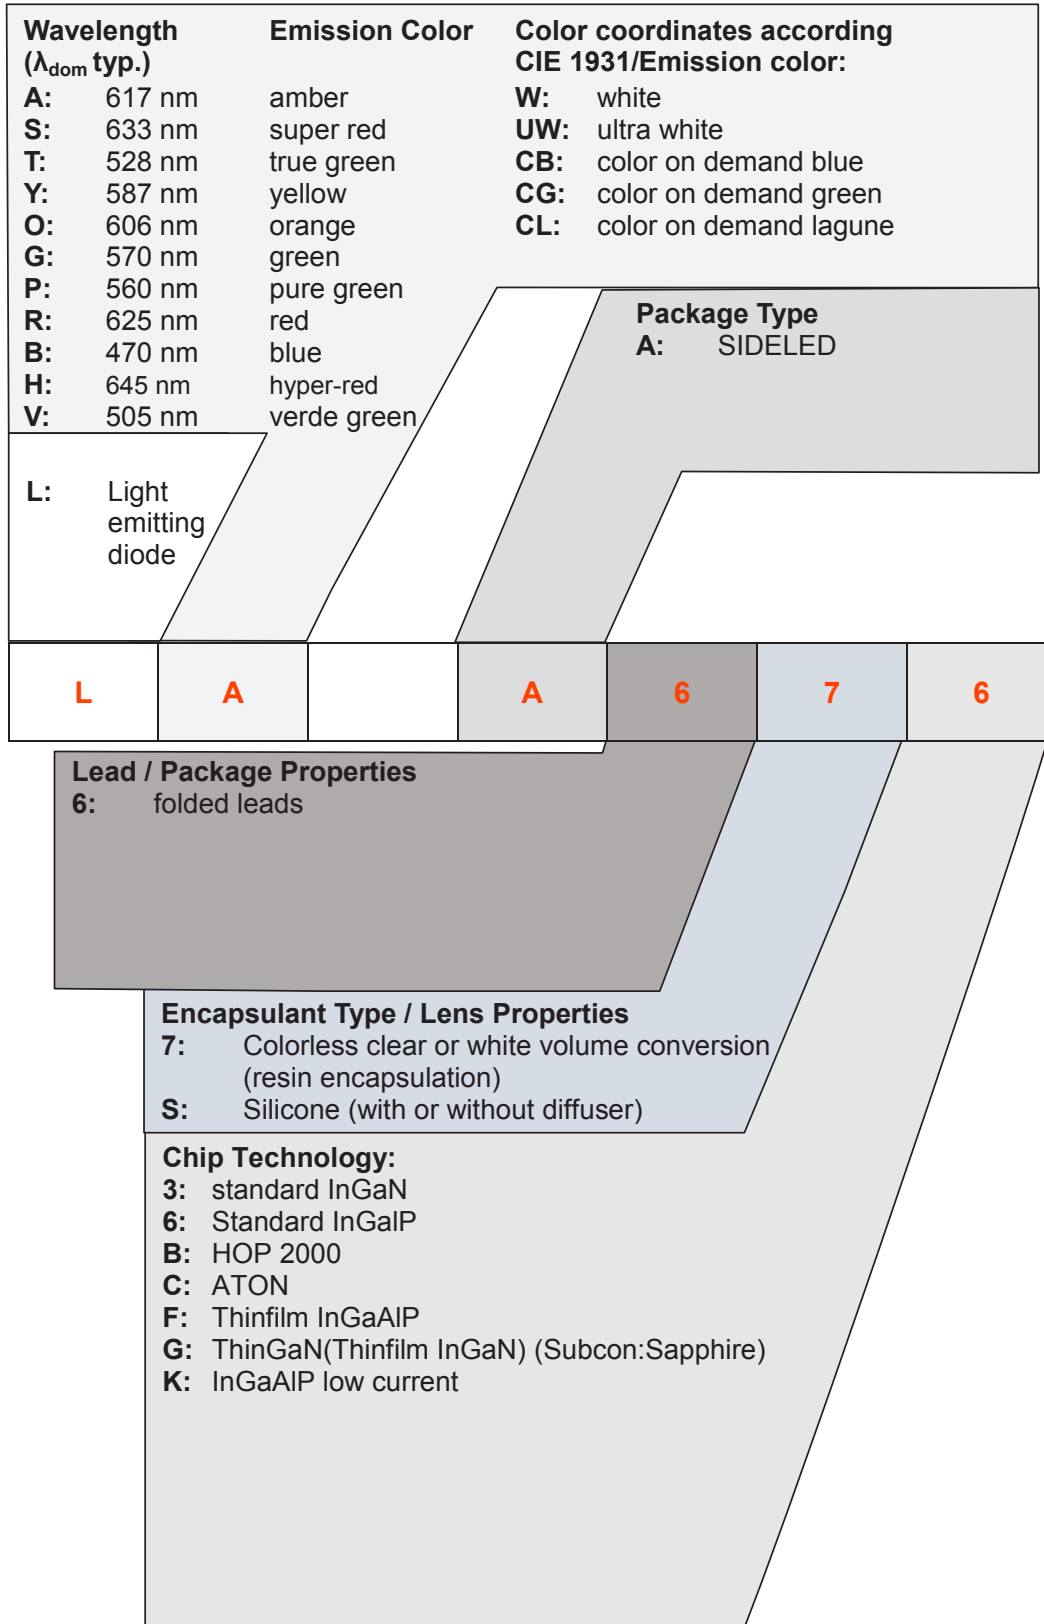 Wavelength Emission Color Color coordinates according
(λdom typ.) CIE 1931/Emission color:
A: 617 nm amber W: white
S: 633 nm super red UW: ultra white
T: 528 nm true green CB: color on demand blue
Y: 587 nm yellow CG: color on demand green
O: 606 nm orange CL: color on demand lagune
G: 570 nm green
P: 560 nm pure green
R: 625 nm red
B: 470 nm blue
H: 645 nm hyper-red
V: 505 nm verde green
Package Type
A: SIDELED
L: Light
emitting
diode
L A A 6 7 6
Lead / Package Properties
6: folded leads
Encapsulant Type / Lens Properties
7: Colorless clear or white volume conversion
(resin encapsulation)
S: Silicone (with or without diffuser)
Chip Technology:
3: standard InGaN
6: Standard InGalP
B: HOP 2000
C: ATON
F: Thinfilm InGaAlP
G: ThinGaN(Thinfilm InGaN) (Subcon:Sapphire)
K: InGaAlP low current